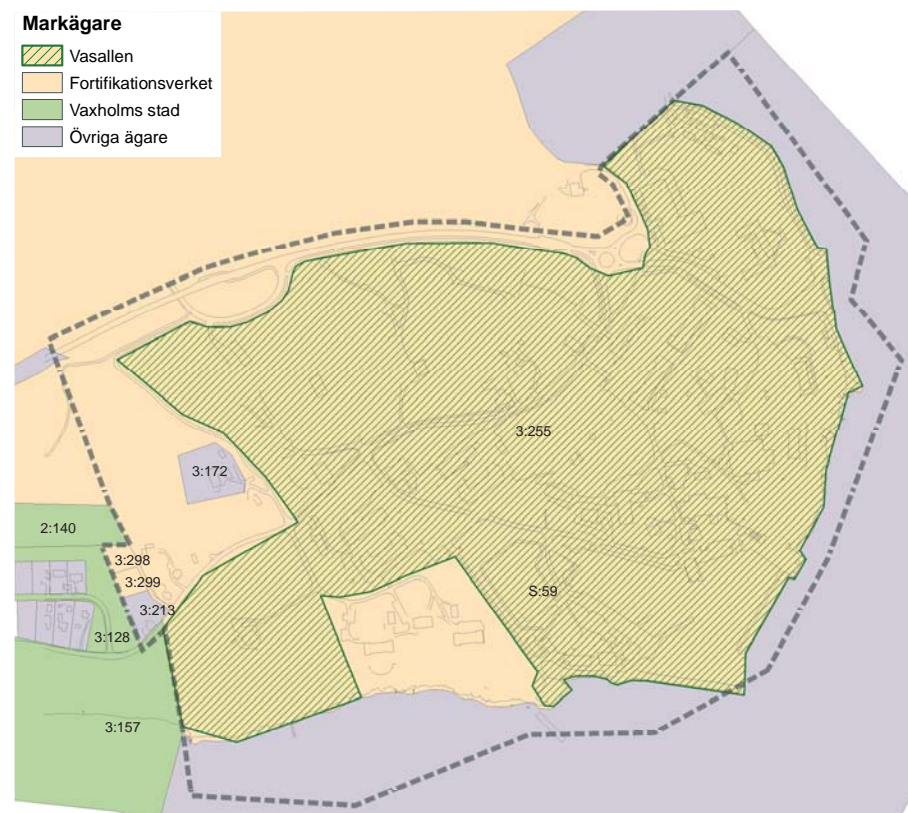 Markägare
Vasallen
Fortifikationsverket
Vaxholms stad
Övriga ägare
3:255
3:172
2:140
3:298
3:299
S:59
3:213
3:128
3:157